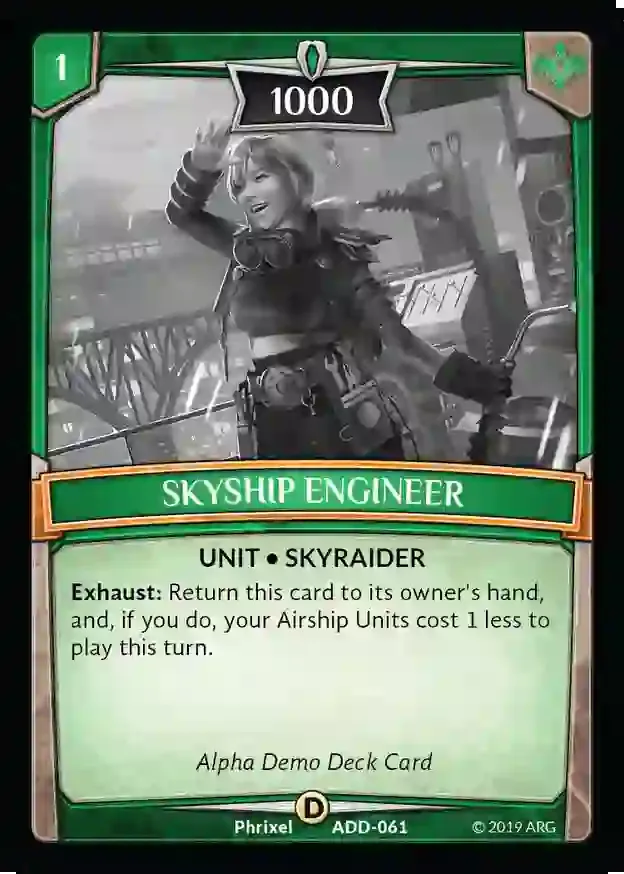 1
1000
SKYSHIP ENGINEER
UNIT • SKYRAIDER
Exhaust: Return this card to its owner's hand,
and, if you do, your Airship Units cost 1 less to
play this turn.
Alpha Demo Deck Card
D
Phrixel ADD-061 © 2019 ARG